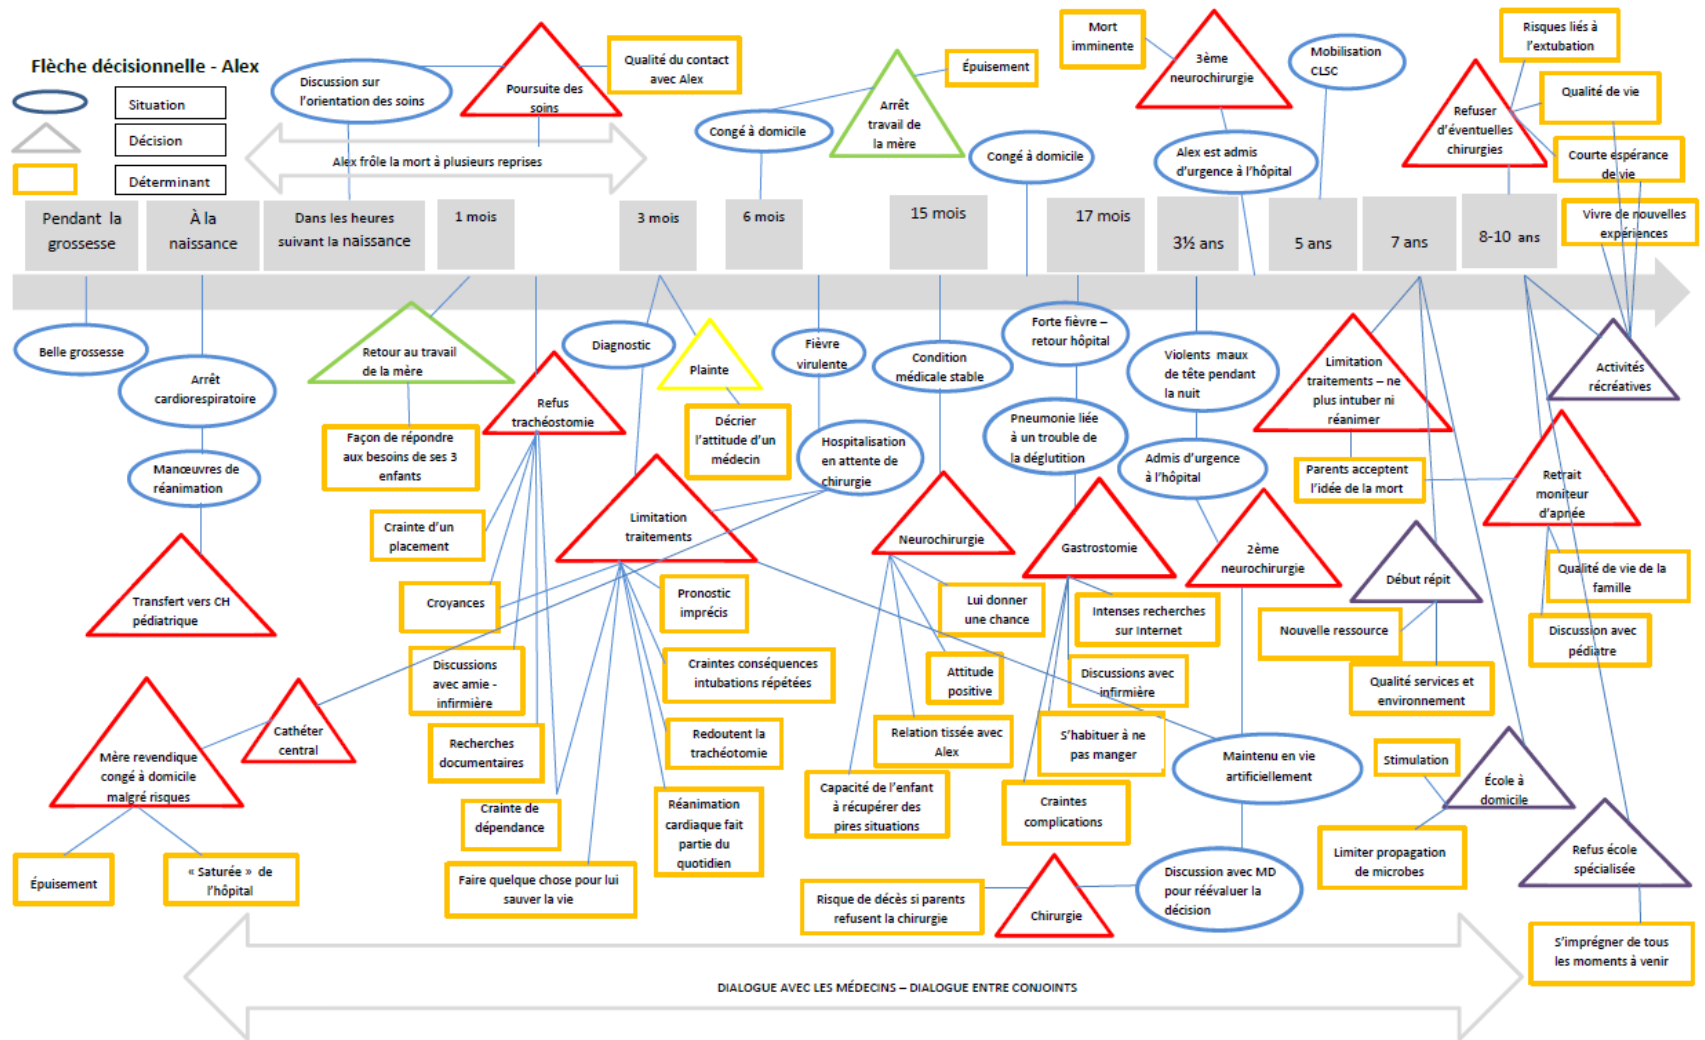 Flèche décisionnelle - Alex
Situation
Décision
Déterminant
Discussion sur
l'orientation des soins
Poursuite des
soins
Qualité du contact
avec Alex
Alex frôle la mort à plusieurs reprises
Congé à domicile
Arrêt
travail de
la mère
Épuisement
Congé à domicile
Mort
imminente
3ème
neurochirurgie
Alex est admis
d'urgence à l'hôpital
Mobilisation
CLSC
Refuser
d'éventuelles
chirurgies
Risques liés à
l'extubation
Qualité de vie
Courte espérance
de vie
Vivre de nouvelles
expériences
Pendant la
grossesse
À la
naissance
Dans les heures
suivant la naissance
1 mois
3 mois
6 mois
15 mois
17 mois
3½ ans
5 ans
7 ans
8-10 ans
Belle grossesse
Arrêt
cardiorespiratoire
Manœuvres de
réanimation
Transfert vers CH
pédiatrique
Retour au travail
de la mère
Façon de répondre
aux besoins de ses 3
enfants
Refus
trachéostomie
Crainte d'un
placement
Croyances
Discussions
avec amie -
infirmière
Recherches
documentaires
Crainte de
dépendance
Faire quelque chose pour lui
sauver la vie
Diagnostic
Plainte
Décrier
l'attitude d'un
médecin
Limitation
traitements
Pronostic
imprécis
Craintes conséquences
intubations répétées
Redoutent la
trachéotomie
Réanimation
cardiaque fait
partie du
quotidien
Fièvre
virulente
Hospitalisation
en attente de
chirurgie
Cathéter
central
Mère revendique
congé à domicile
malgré risques
Épuisement
« Saturée » de
l'hôpital
Condition
médicale stable
Neurochirurgie
Lui donner
une chance
Attitude
positive
Relation tissée avec
Alex
Capacité de l'enfant
à récupérer des
pires situations
Forte fièvre –
retour hôpital
Pneumonie liée
à un trouble de
la déglutition
Gastrostomie
Intenses recherches
sur Internet
Discussions avec
infirmière
S'habituer à ne
pas manger
Craintes
complications
Violents maux
de tête pendant
la nuit
Admis d'urgence
à l'hôpital
2ème
neurochirurgie
Maintenu en vie
artificiellement
Discussion avec MD
pour réévaluer la
décision
Chirurgie
Risque de décès si parents
refusent la chirurgie
Limitation
traitements – ne
plus intuber ni
réanimer
Parents acceptent
l'idée de la mort
Début répit
Nouvelle ressource
Qualité services et
environnement
École à
domicile
Stimulation
Limiter propagation
de microbes
Activités
récréatives
Retrait
moniteur
d'apnée
Qualité de vie de la
famille
Discussion avec
pédiatre
Refus école
spécialisée
S'imprégner de tous
les moments à venir
DIALOGUE AVEC LES MÉDECINS – DIALOGUE ENTRE CONJOINTS